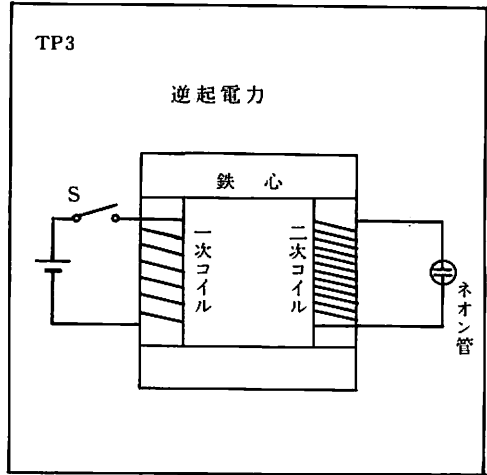 TP3
逆起電力
鉄心
S
一次コイル
二次コイル
ネオン管